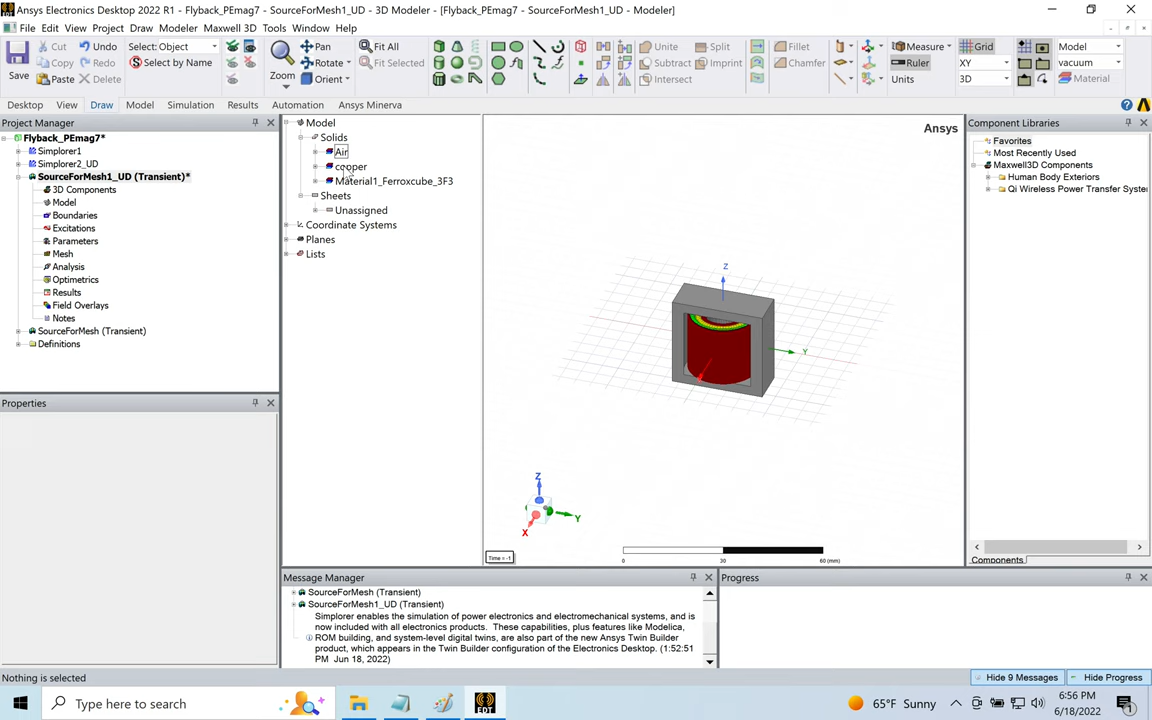 Ansys Electronics Desktop 2022 R1 - Flyback_PEmag7 - SourceForMesh1_UD - 3D Modeler - [Flyback_PEmag7 - SourceForMesh1_UD - Modeler]
File Edit View Project Draw Modeler Maxwell 3D Tools Window Help
Save
Cut Undo
Copy Redo
Paste Delete
Select: Object
Select by Name
Zoom
Pan
Rotate
Orient
Fit All
Fit Selected
Unite Split
Subtract Imprint
Intersect
Fillet
Chamfer
Measure
Ruler
Units
Grid
XY
3D
Model
vacuum
Material
Desktop View Draw Model Simulation Results Automation Ansys Minerva
Project Manager
Flyback_PEmag7*
Simplorer1
Simplorer2_UD
SourceForMesh1_UD (Transient)*
3D Components
Model
Boundaries
Excitations
Parameters
Mesh
Analysis
Optimetrics
Results
Field Overlays
Notes
SourceForMesh (Transient)
Definitions
Properties
Model
Solids
Air
copper
Material1_Ferroxcube_3F3
Sheets
Unassigned
Coordinate Systems
Planes
Lists
Ansys
Z
Y
Z
Y
X
Time = -1
0 30 60 (mm)
Component Libraries
Favorites
Most Recently Used
Maxwell3D Components
Human Body Exteriors
Qi Wireless Power Transfer Syste
Components
Message Manager
SourceForMesh (Transient)
SourceForMesh1_UD (Transient)
Simplorer enables the simulation of power electronics and electromechanical systems, and is
now included with all electronics products. These capabilities, plus features like Modelica,
ROM building, and system-level digital twins, are also part of the new Ansys Twin Builder
product, which appears in the Twin Builder configuration of the Electronics Desktop. (1:52:51
PM Jun 18, 2022)
Progress
Nothing is selected
Hide 9 Messages
Hide Progress
Type here to search
EDT
65°F Sunny
6:56 PM
6/18/2022
1